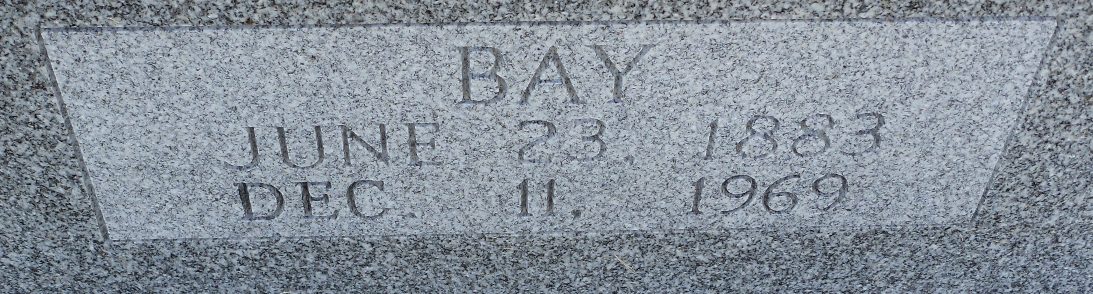 BAY
JUNE 23, 1883
DEC. 11, 1969